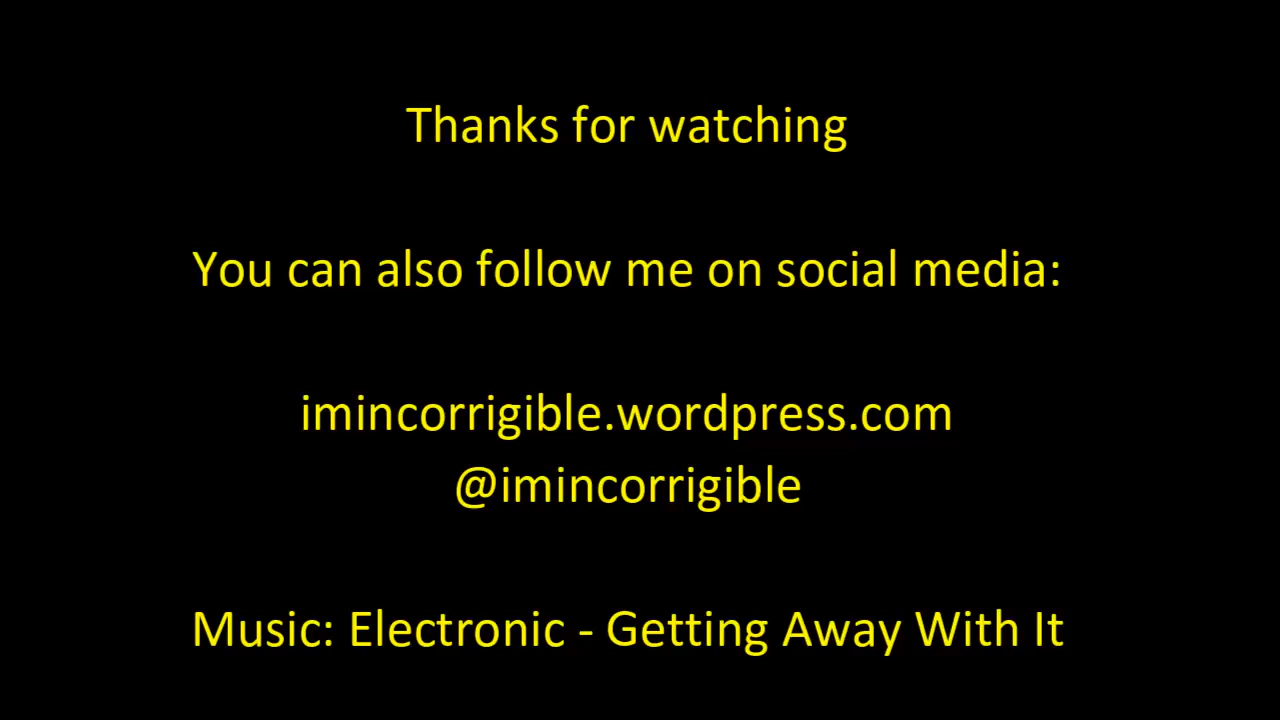 Thanks for watching
You can also follow me on social media:
imincorrigible.wordpress.com
@imincorrigible
Music: Electronic - Getting Away With It